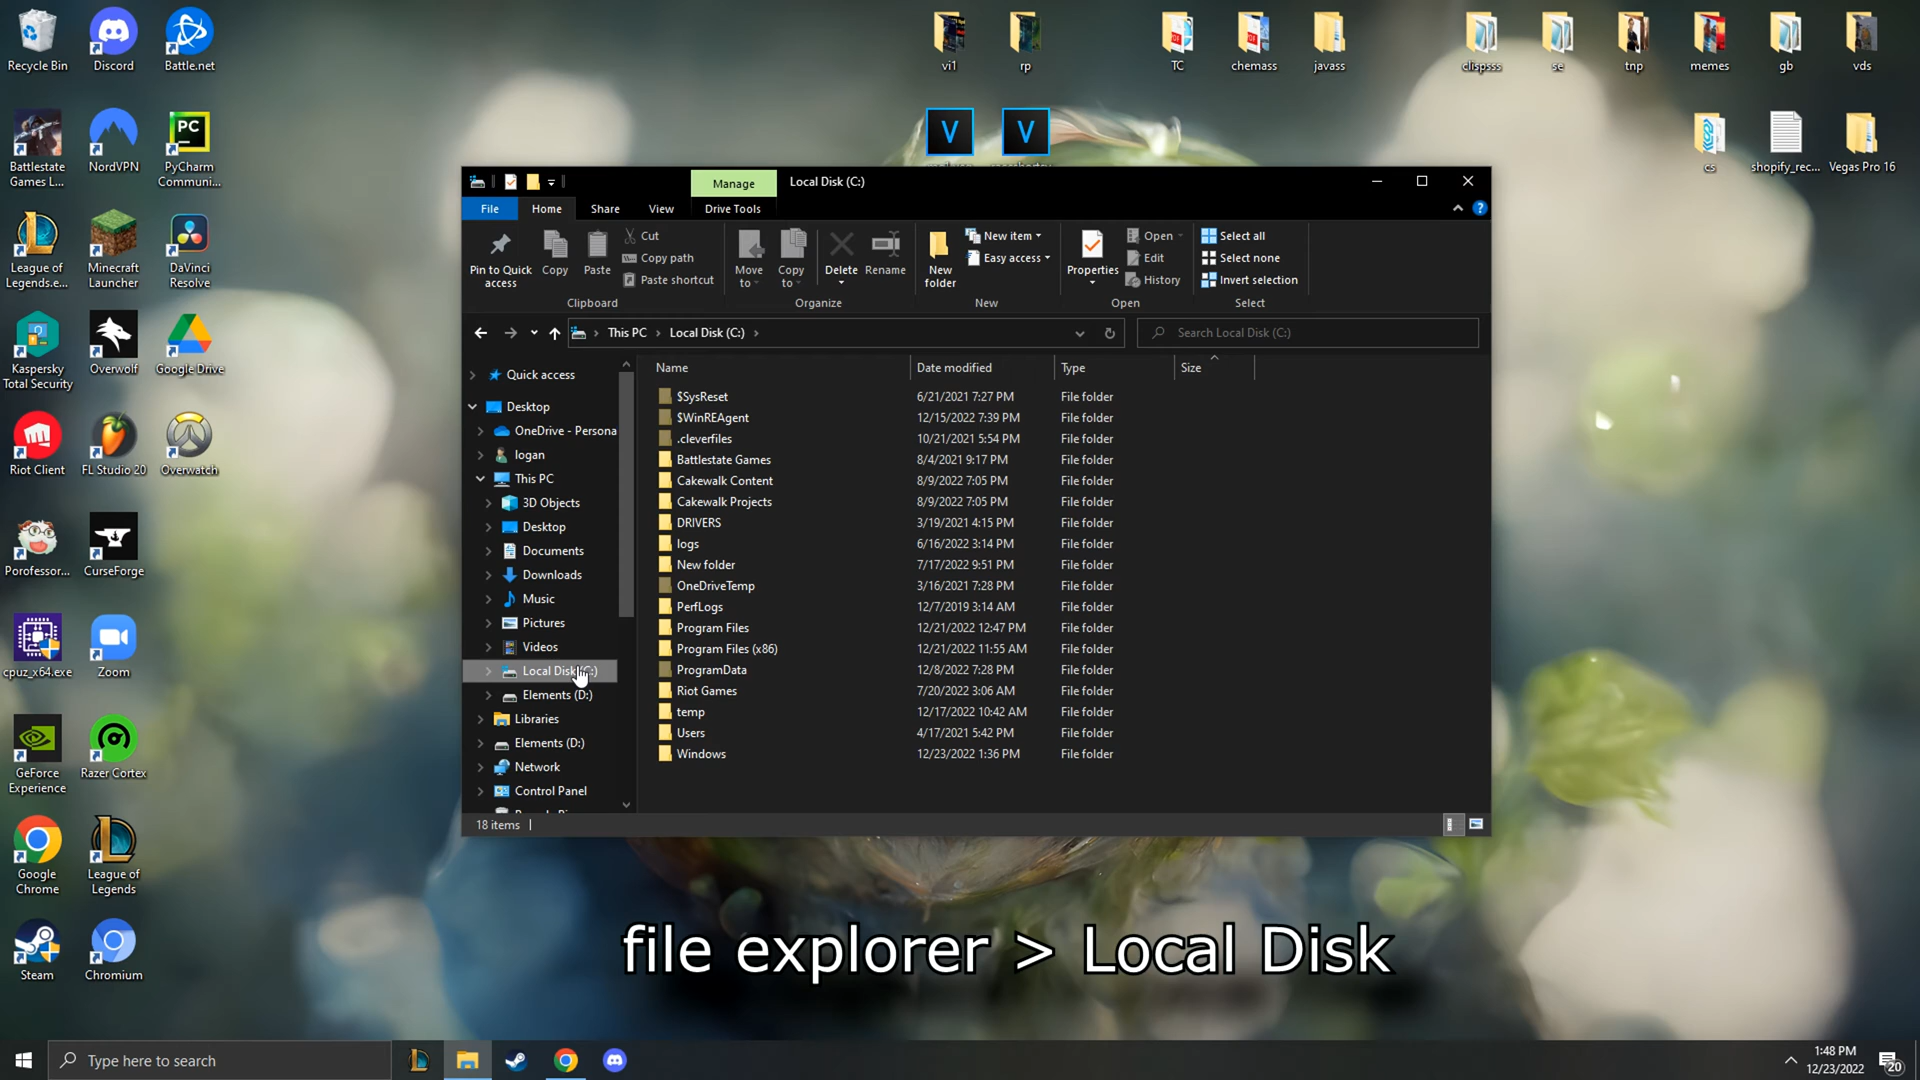 Recycle Bin
Discord
Battle.net
vi1
rp
TC
chemass
javass
clispsss
se
tnp
memes
gb
vds
Battlestate
Games L...
NordVPN
PyCharm
Communi...
cs
shopify_rec...
Vegas Pro 16
League of
Legends.e...
Minecraft
Launcher
DaVinci
Resolve
Kaspersky
Total Security
Overwolf
Google Drive
Riot Client
FL Studio 20
Overwatch
Porofessor...
CurseForge
cpuz_x64.exe
Zoom
GeForce
Experience
Razer Cortex
Google
Chrome
League of
Legends
Steam
Chromium
Manage
Local Disk (C:)
File
Home
Share
View
Drive Tools
Pin to Quick
access
Copy
Paste
Cut
Copy path
Paste shortcut
Clipboard
Move
to
Copy
to
Delete
Rename
Organize
New
folder
New item
Easy access
New
Properties
Open
Edit
History
Open
Select all
Select none
Invert selection
Select
This PC > Local Disk (C:) >
Search Local Disk (C:)
Quick access
Desktop
OneDrive - Persona
logan
This PC
3D Objects
Desktop
Documents
Downloads
Music
Pictures
Videos
Local Disk (C:)
Elements (D:)
Libraries
Elements (D:)
Network
Control Panel
Name Date modified Type Size
$SysReset 6/21/2021 7:27 PM File folder
$WinREAgent 12/15/2022 7:39 PM File folder
.cleverfiles 10/21/2021 5:54 PM File folder
Battlestate Games 8/4/2021 9:17 PM File folder
Cakewalk Content 8/9/2022 7:05 PM File folder
Cakewalk Projects 8/9/2022 7:05 PM File folder
DRIVERS 3/19/2021 4:15 PM File folder
logs 6/16/2022 3:14 PM File folder
New folder 7/17/2022 9:51 PM File folder
OneDriveTemp 3/16/2021 7:28 PM File folder
PerfLogs 12/7/2019 3:14 AM File folder
Program Files 12/21/2022 12:47 PM File folder
Program Files (x86) 12/21/2022 11:55 AM File folder
ProgramData 12/8/2022 7:28 PM File folder
Riot Games 7/20/2022 3:06 AM File folder
temp 12/17/2022 10:42 AM File folder
Users 4/17/2021 5:42 PM File folder
Windows 12/23/2022 1:36 PM File folder
18 items
file explorer > Local Disk
Type here to search
1:48 PM
12/23/2022
20